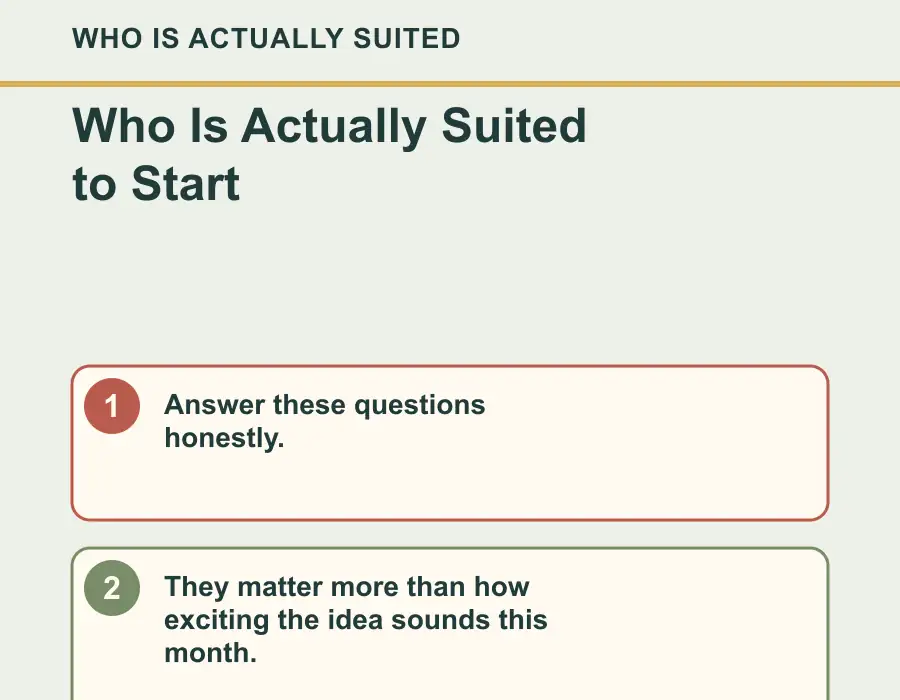 WHO IS ACTUALLY SUITED
Who Is Actually Suited
to Start
1
Answer these questions
honestly.
2
They matter more than how
exciting the idea sounds this
month.